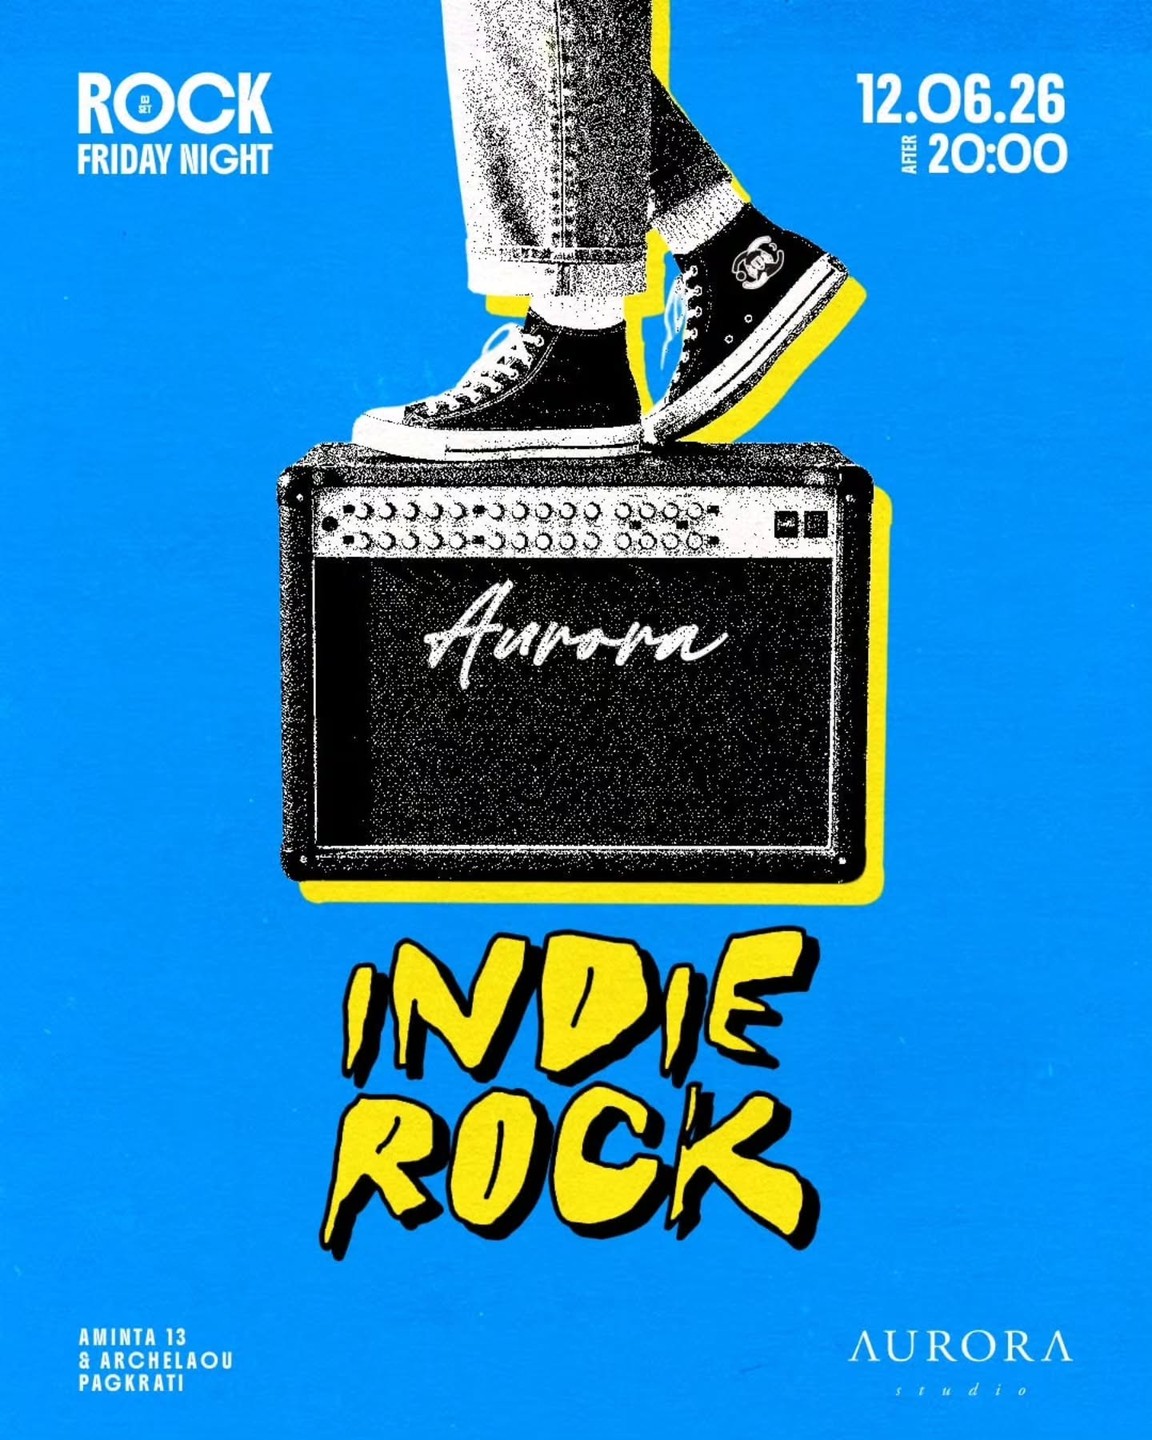 ROCK
DJ
SET
FRIDAY NIGHT
12.06.26
AFTER
20:00
Aurora
INDIE
ROCK
AMINTA 13
& ARCHELAOU
PAGKRATI
AURORA
studio